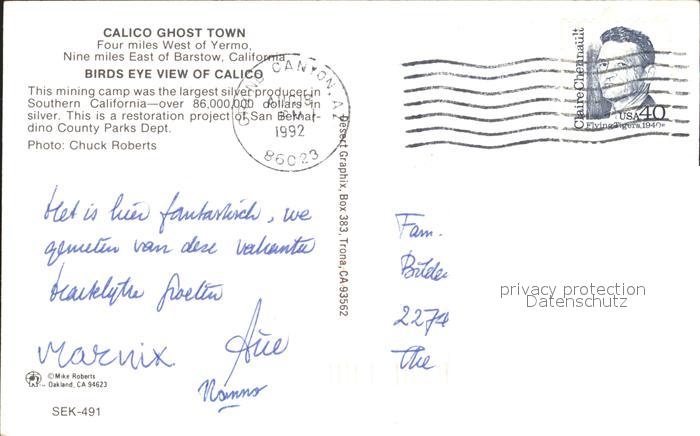 CALICO GHOST TOWN
Four miles West of Yermo,
Nine miles East of Barstow, California
BIRDS EYE VIEW OF CALICO
This mining camp was the largest silver producer in
Southern California—over 86,000,000 dollars in
silver. This is a restoration project of San Bernar-
dino County Parks Dept.
Photo: Chuck Roberts
CANYON, AZ
PM
1992
86023
Claire Chennault
USA 40
Flying Tigers, 1940s
Desert Graphix, Box 383, Trona, CA 93562
Het is hier fantastisch, we
genieten van deze vakantie
hartelijke groeten
Marnix
Nanno
Fam.
2274
the
privacy protection
Datenschutz
©Mike Roberts
Oakland, CA 94623
SEK-491